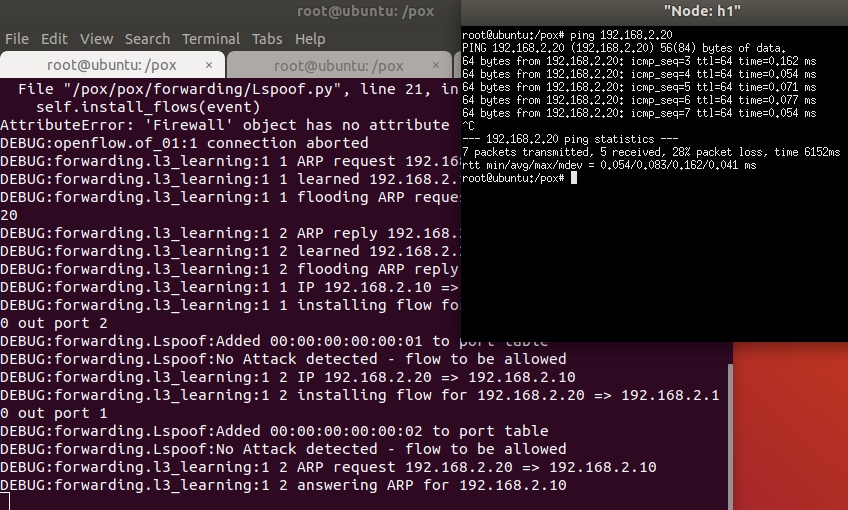 root@ubuntu: /pox
File Edit View Search Terminal Tabs Help
root@ubuntu: /pox × root@ubuntu: /pox ×
File "/pox/pox/forwarding/Lspoof.py", line 21, in
self.install_flows(event)
AttributeError: 'Firewall' object has no attribute
DEBUG:openflow.of_01:1 connection aborted
DEBUG:forwarding.l3_learning:1 1 ARP request 192.168
DEBUG:forwarding.l3_learning:1 1 learned 192.168.2.1
DEBUG:forwarding.l3_learning:1 1 flooding ARP reques
20
DEBUG:forwarding.l3_learning:1 2 ARP reply 192.168.2
DEBUG:forwarding.l3_learning:1 2 learned 192.168.2.2
DEBUG:forwarding.l3_learning:1 2 flooding ARP reply
DEBUG:forwarding.l3_learning:1 1 IP 192.168.2.10 =>
DEBUG:forwarding.l3_learning:1 1 installing flow for
0 out port 2
DEBUG:forwarding.Lspoof:Added 00:00:00:00:00:01 to port table
DEBUG:forwarding.Lspoof:No Attack detected - flow to be allowed
DEBUG:forwarding.l3_learning:1 2 IP 192.168.2.20 => 192.168.2.10
DEBUG:forwarding.l3_learning:1 2 installing flow for 192.168.2.20 => 192.168.2.1
0 out port 1
DEBUG:forwarding.Lspoof:Added 00:00:00:00:00:02 to port table
DEBUG:forwarding.Lspoof:No Attack detected - flow to be allowed
DEBUG:forwarding.l3_learning:1 2 ARP request 192.168.2.20 => 192.168.2.10
DEBUG:forwarding.l3_learning:1 2 answering ARP for 192.168.2.10
"Node: h1"
root@ubuntu:/pox# ping 192.168.2.20
PING 192.168.2.20 (192.168.2.20) 56(84) bytes of data.
64 bytes from 192.168.2.20: icmp_seq=3 ttl=64 time=0.162 ms
64 bytes from 192.168.2.20: icmp_seq=4 ttl=64 time=0.054 ms
64 bytes from 192.168.2.20: icmp_seq=5 ttl=64 time=0.071 ms
64 bytes from 192.168.2.20: icmp_seq=6 ttl=64 time=0.077 ms
64 bytes from 192.168.2.20: icmp_seq=7 ttl=64 time=0.054 ms
^C
--- 192.168.2.20 ping statistics ---
7 packets transmitted, 5 received, 28% packet loss, time 6152ms
rtt min/avg/max/mdev = 0.054/0.083/0.162/0.041 ms
root@ubuntu:/pox#